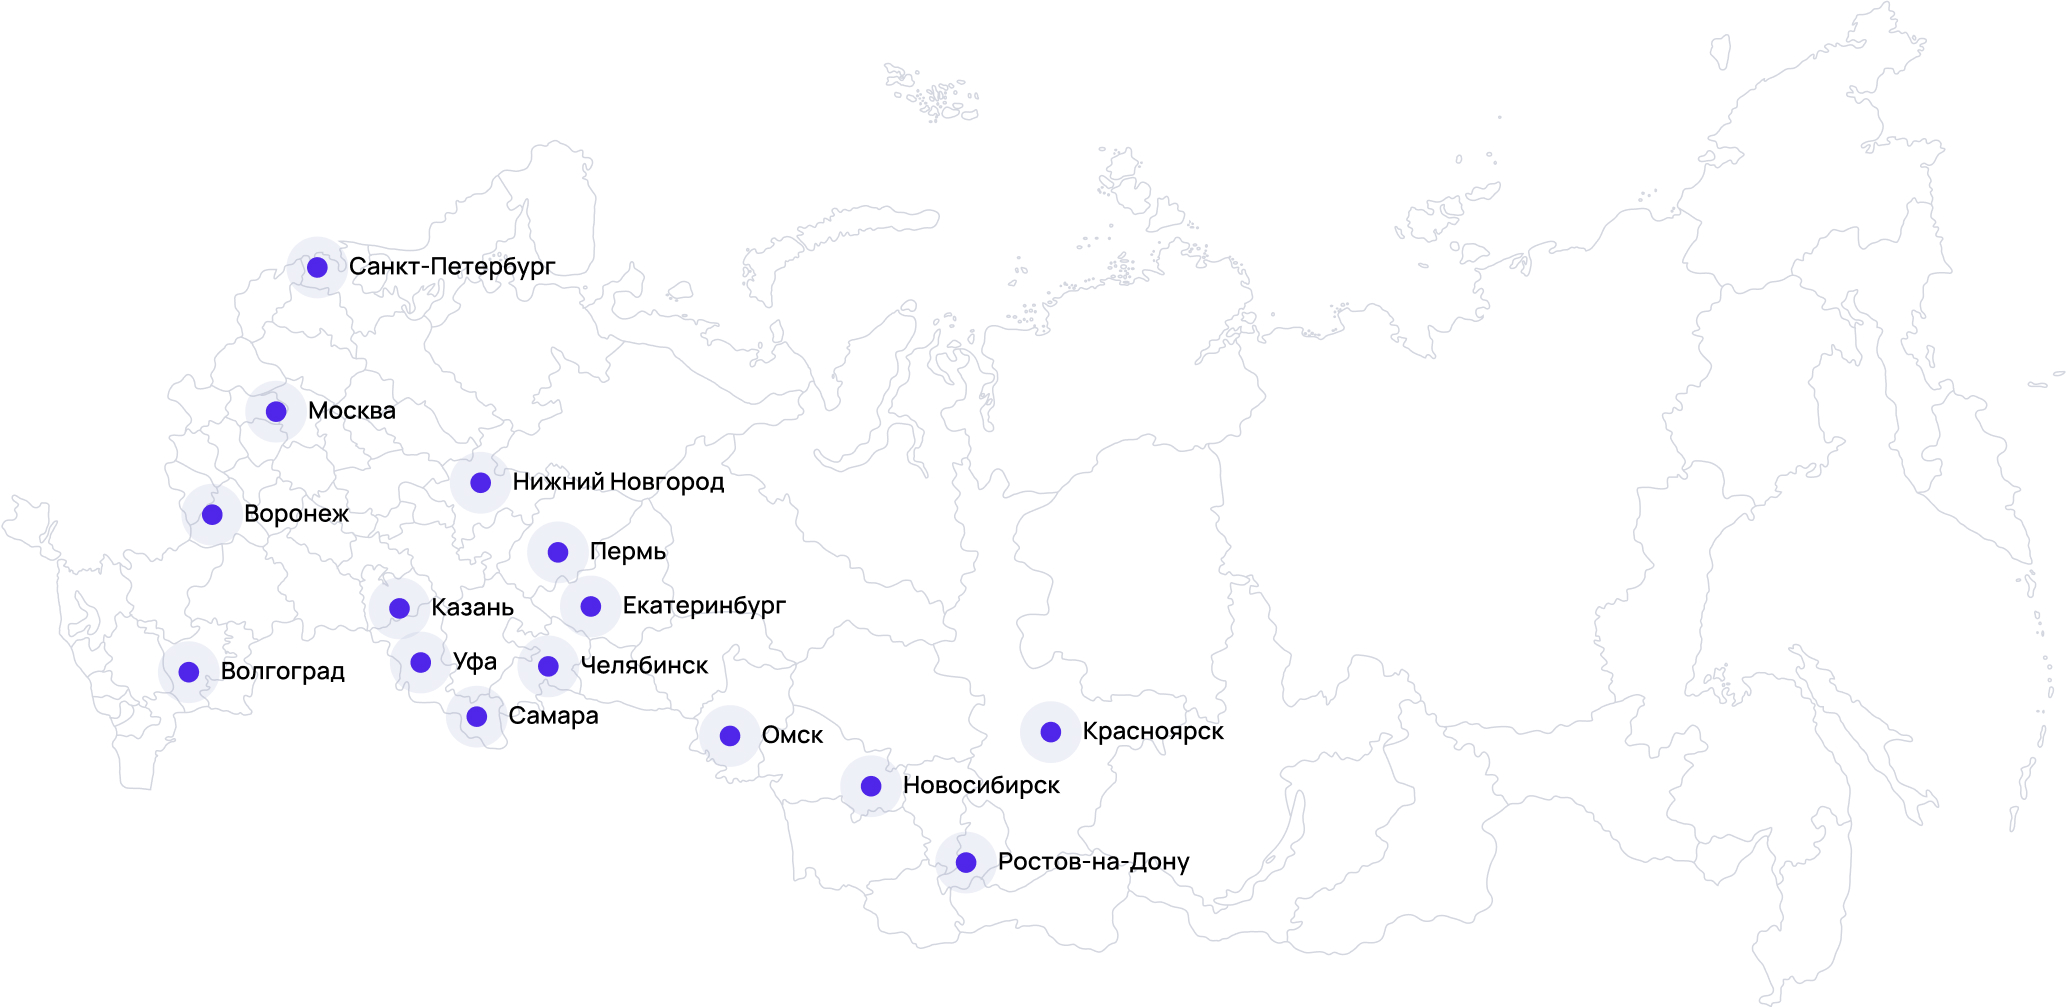 Санкт-Петербург
Москва
Нижний Новгород
Воронеж
Пермь
Екатеринбург
Казань
Уфа
Челябинск
Волгоград
Самара
Омск
Красноярск
Новосибирск
Ростов-на-Дону